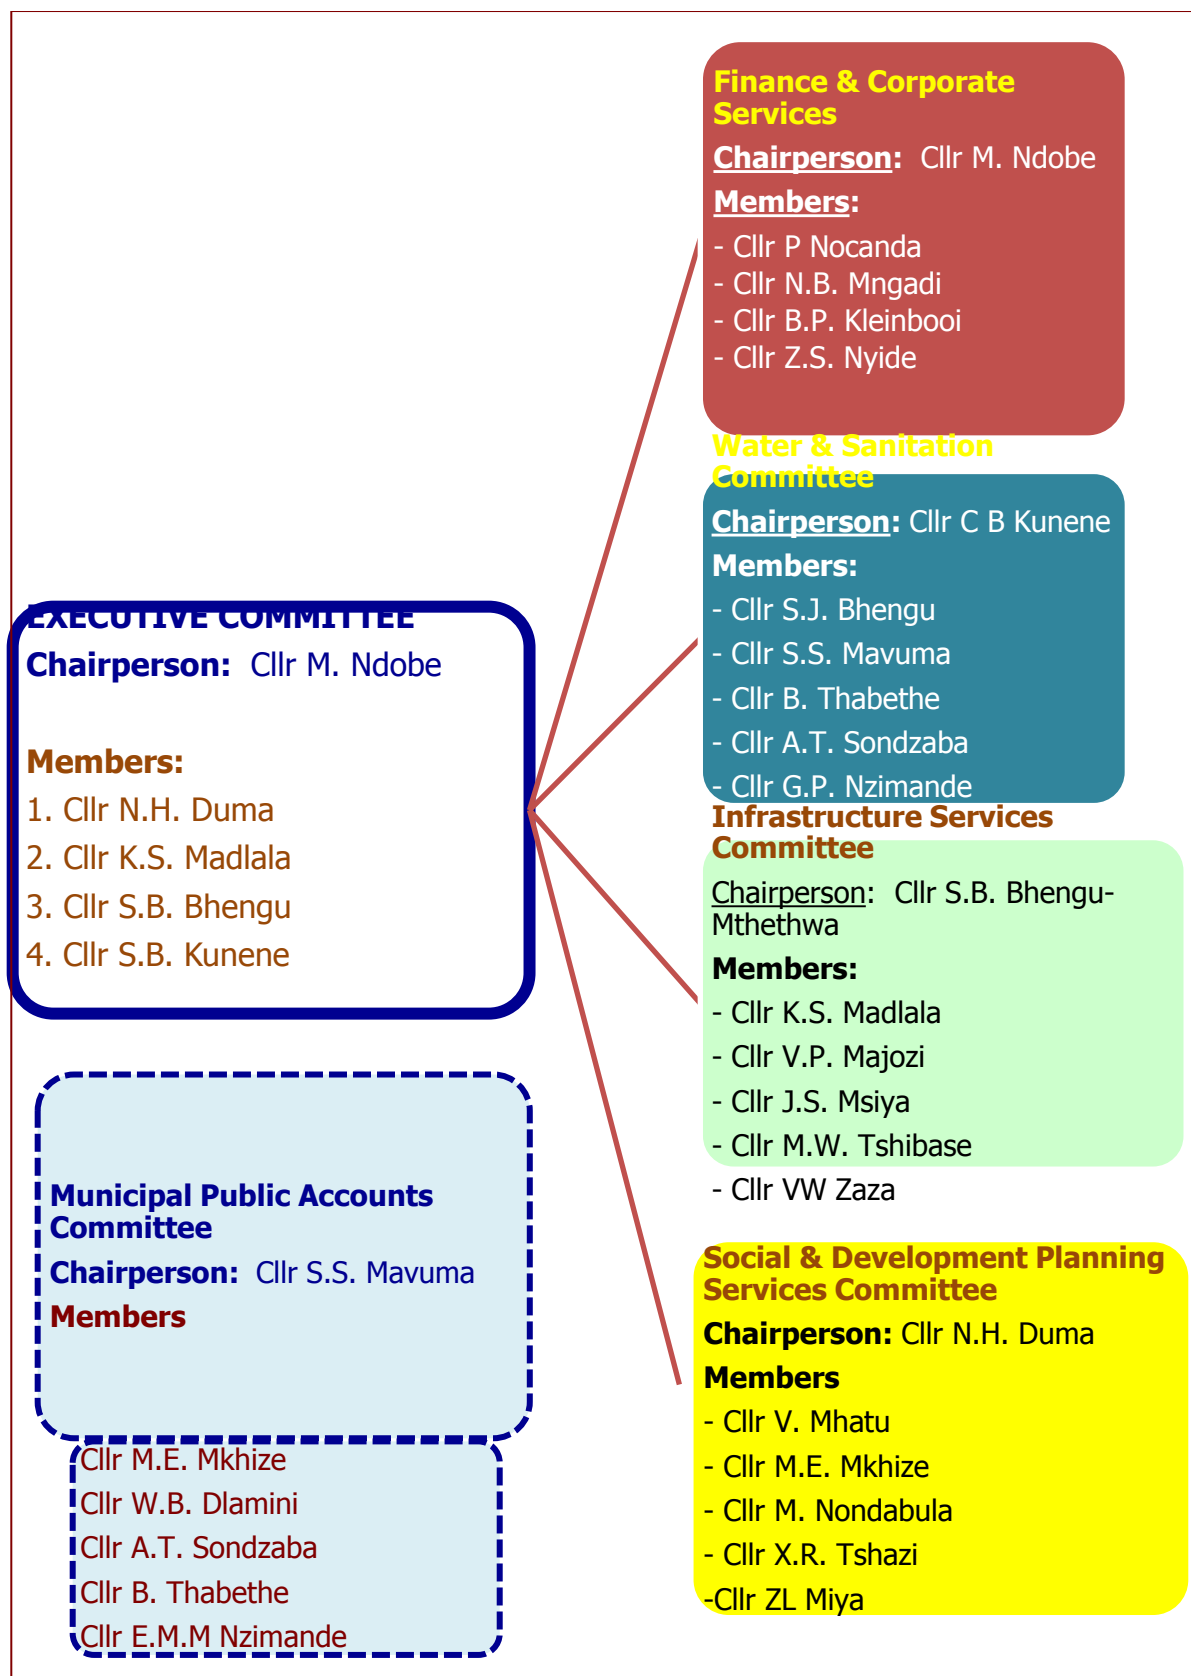 Finance & Corporate
Services
Chairperson: Cllr M. Ndobe
Members:
- Cllr P Nocanda
- Cllr N.B. Mngadi
- Cllr B.P. Kleinbooi
- Cllr Z.S. Nyide
Water & Sanitation
Committee
Chairperson: Cllr C B Kunene
Members:
- Cllr S.J. Bhengu
- Cllr S.S. Mavuma
- Cllr B. Thabethe
- Cllr A.T. Sondzaba
- Cllr G.P. Nzimande
EXECUTIVE COMMITTEE
Chairperson: Cllr M. Ndobe
Members:
1. Cllr N.H. Duma
2. Cllr K.S. Madlala
3. Cllr S.B. Bhengu
4. Cllr S.B. Kunene
Infrastructure Services
Committee
Chairperson: Cllr S.B. Bhengu-
Mthethwa
Members:
- Cllr K.S. Madlala
- Cllr V.P. Majozi
- Cllr J.S. Msiya
- Cllr M.W. Tshibase
- Cllr VW Zaza
Municipal Public Accounts
Committee
Chairperson: Cllr S.S. Mavuma
Members
Cllr M.E. Mkhize
Cllr W.B. Dlamini
Cllr A.T. Sondzaba
Cllr B. Thabethe
Cllr E.M.M Nzimande
Social & Development Planning
Services Committee
Chairperson: Cllr N.H. Duma
Members
- Cllr V. Mhatu
- Cllr M.E. Mkhize
- Cllr M. Nondabula
- Cllr X.R. Tshazi
-Cllr ZL Miya